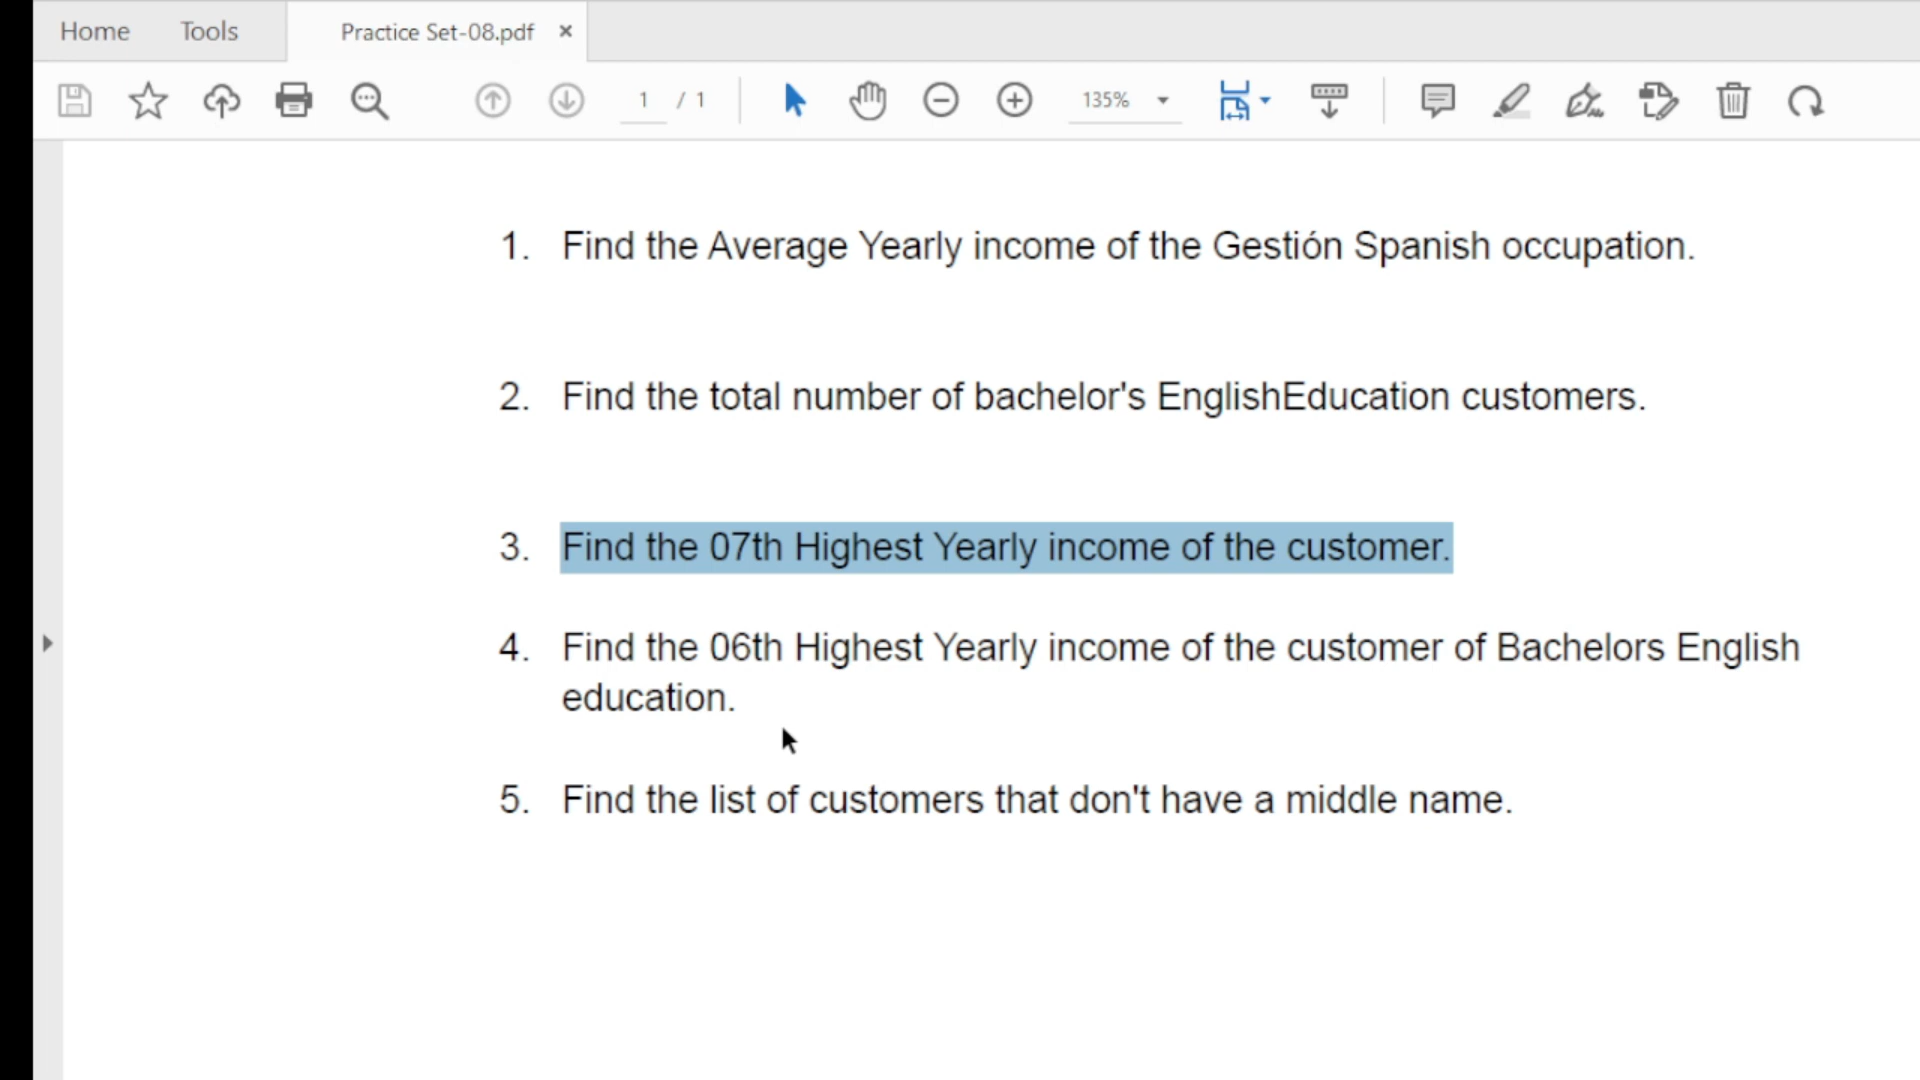 Home Tools Practice Set-08.pdf ×
1 / 1 135%
1. Find the Average Yearly income of the Gestión Spanish occupation.
2. Find the total number of bachelor's EnglishEducation customers.
3. Find the 07th Highest Yearly income of the customer.
4. Find the 06th Highest Yearly income of the customer of Bachelors English
education.
5. Find the list of customers that don't have a middle name.